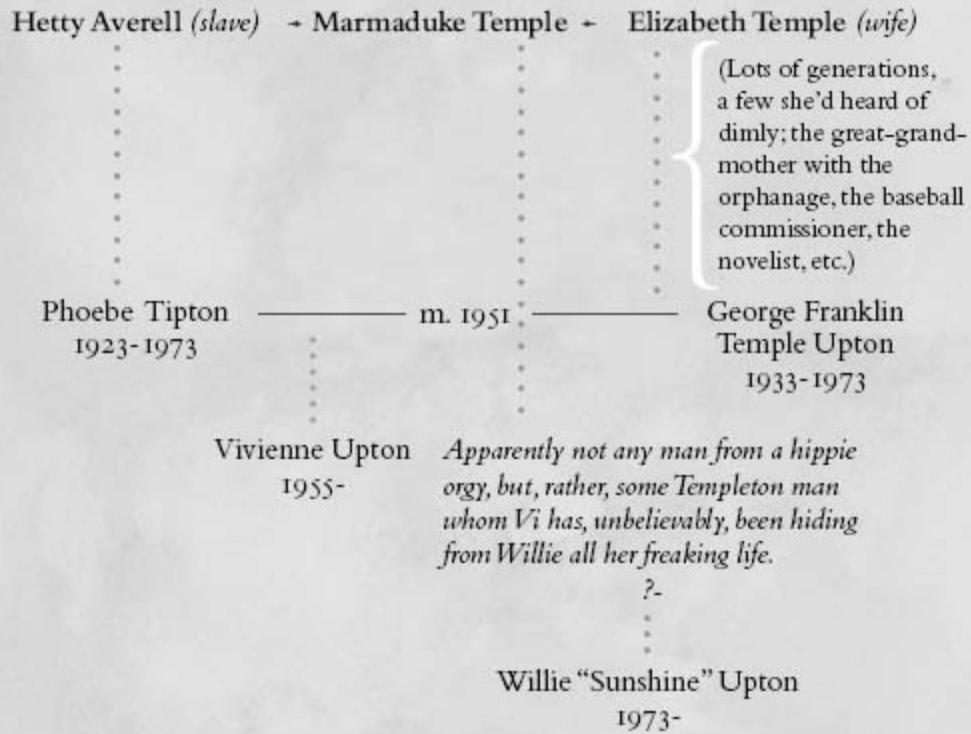 Hetty Averell (slave) - Marmaduke Temple - Elizabeth Temple (wife)
(Lots of generations,
a few she'd heard of
dimly; the great-grand-
mother with the
orphanage, the baseball
commissioner, the
novelist, etc.)
Phoebe Tipton
1923-1973
m. 1951
George Franklin
Temple Upton
1933-1973
Vivienne Upton
1955-
Apparently not any man from a hippie
orgy, but, rather, some Templeton man
whom Vi has, unbelievably, been hiding
from Willie all her freaking life.
?-
Willie “Sunshine” Upton
1973-